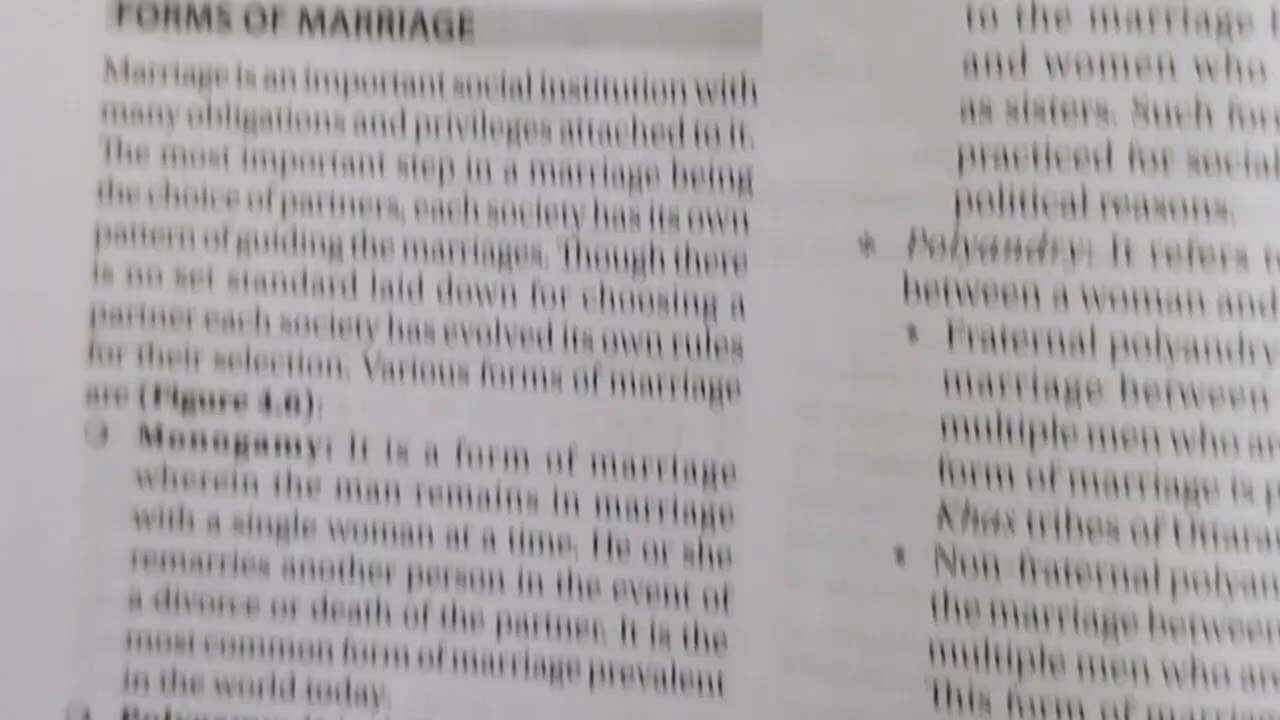 FORMS OF MARRIAGE
Marriage is an important social institution with
many obligations and privileges attached to it.
The most important step in a marriage being
the choice of partners, each society has its own
pattern of guiding the marriages. Though there
is no set standard laid down for choosing a
partner each society has evolved its own rules
for their selection. Various forms of marriage
are (Figure 4.6):
Monogamy: It is a form of marriage
wherein the man remains in marriage
with a single woman at a time. He or she
remarries another person in the event of
a divorce or death of the partner. It is the
most common form of marriage prevalent
in the world today.
to the marriage
and women who
as sisters. Such
practiced for social
political reasons.
* Polyandry: It refers
between a woman and
* Fraternal polyandry
marriage between
multiple men who
form of marriage is
Khas tribes of
* Non-fraternal
the marriage between
multiple men who
This form of